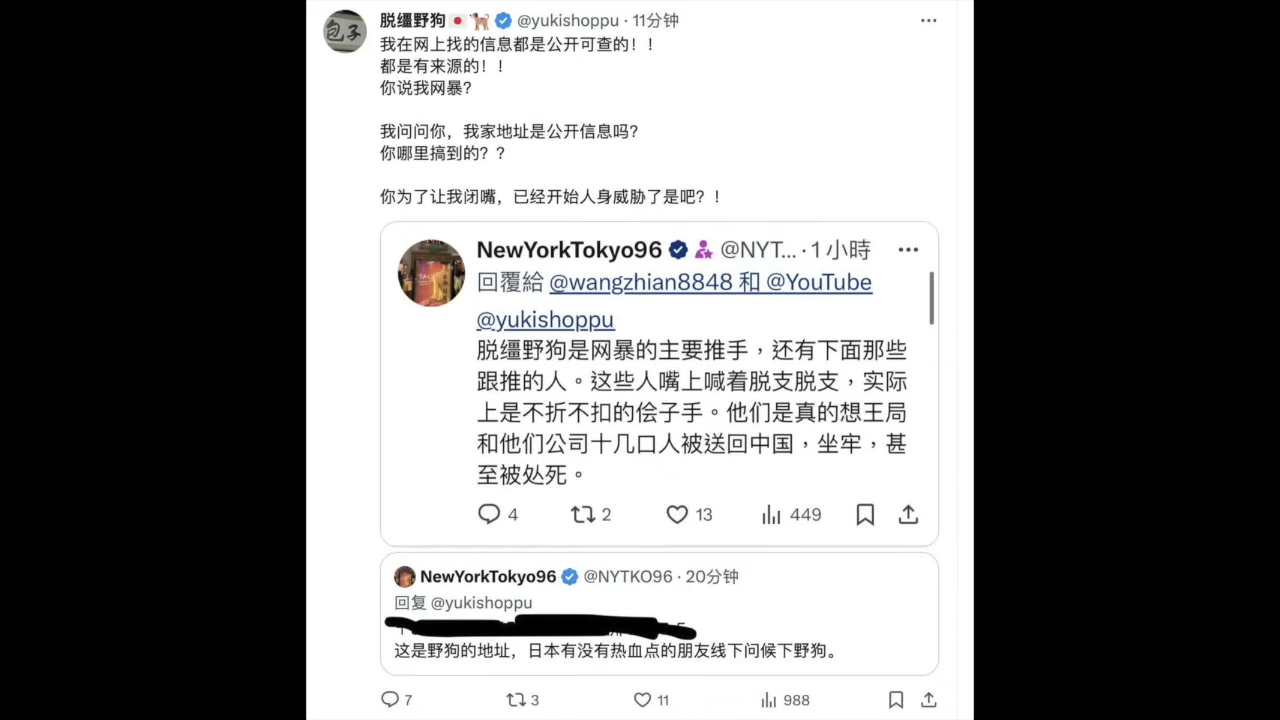 包子
脱缰野狗🇯🇵🐕 @yukishoppu · 11分钟
我在网上找的信息都是公开可查的！！
都是有来源的！！
你说我网暴？
我问问你，我家地址是公开信息吗？
你哪里搞到的？？
你为了让我闭嘴，已经开始人身威胁了是吧？！
NewYorkTokyo96 @NYT... · 1 小時
回覆給 @wangzhian8848 和 @YouTube
@yukishoppu
脱缰野狗是网暴的主要推手，还有下面那些
跟推的人。这些人嘴上喊着脱支脱支，实际
上是不折不扣的侩子手。他们是真的想王局
和他们公司十几口人被送回中国，坐牢，甚
至被处死。
4 2 13 449
NewYorkTokyo96 @NYTKO96 · 20分钟
回复 @yukishoppu
这是野狗的地址，日本有没有热血点的朋友线下问候下野狗。
7 3 11 988